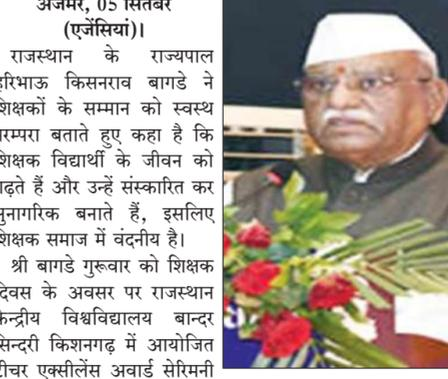 अजमेर, 05 सितंबर
(एजेंसियां)।
राजस्थान के राज्यपाल
हरिभाऊ किसनराव बागडे ने
शिक्षकों के सम्मान को स्वस्थ
परम्परा बताते हुए कहा है कि
शिक्षक विद्यार्थी के जीवन को
गढ़ते हैं और उन्हें संस्कारित कर
सुनागरिक बनाते हैं, इसलिए
शिक्षक समाज में वंदनीय है।
श्री बागडे गुरूवार को शिक्षक
दिवस के अवसर पर राजस्थान
केन्द्रीय विश्वविद्यालय बान्दर
सिन्दरी किशनगढ़ में आयोजित
टीचर एक्सीलेंस अवार्ड सेरिमनी